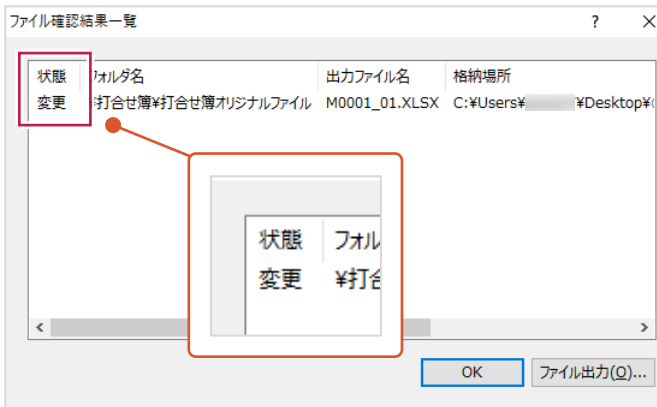 ファイル確認結果一覧
状態 フォルダ名 出力ファイル名 格納場所
変更 ¥打合せ簿¥打合せ簿オリジナルファイル M0001_01.XLSX C:¥Users¥ ¥Desktop¥
状態 フォル
変更 ¥打合
OK ファイル出力(O)...